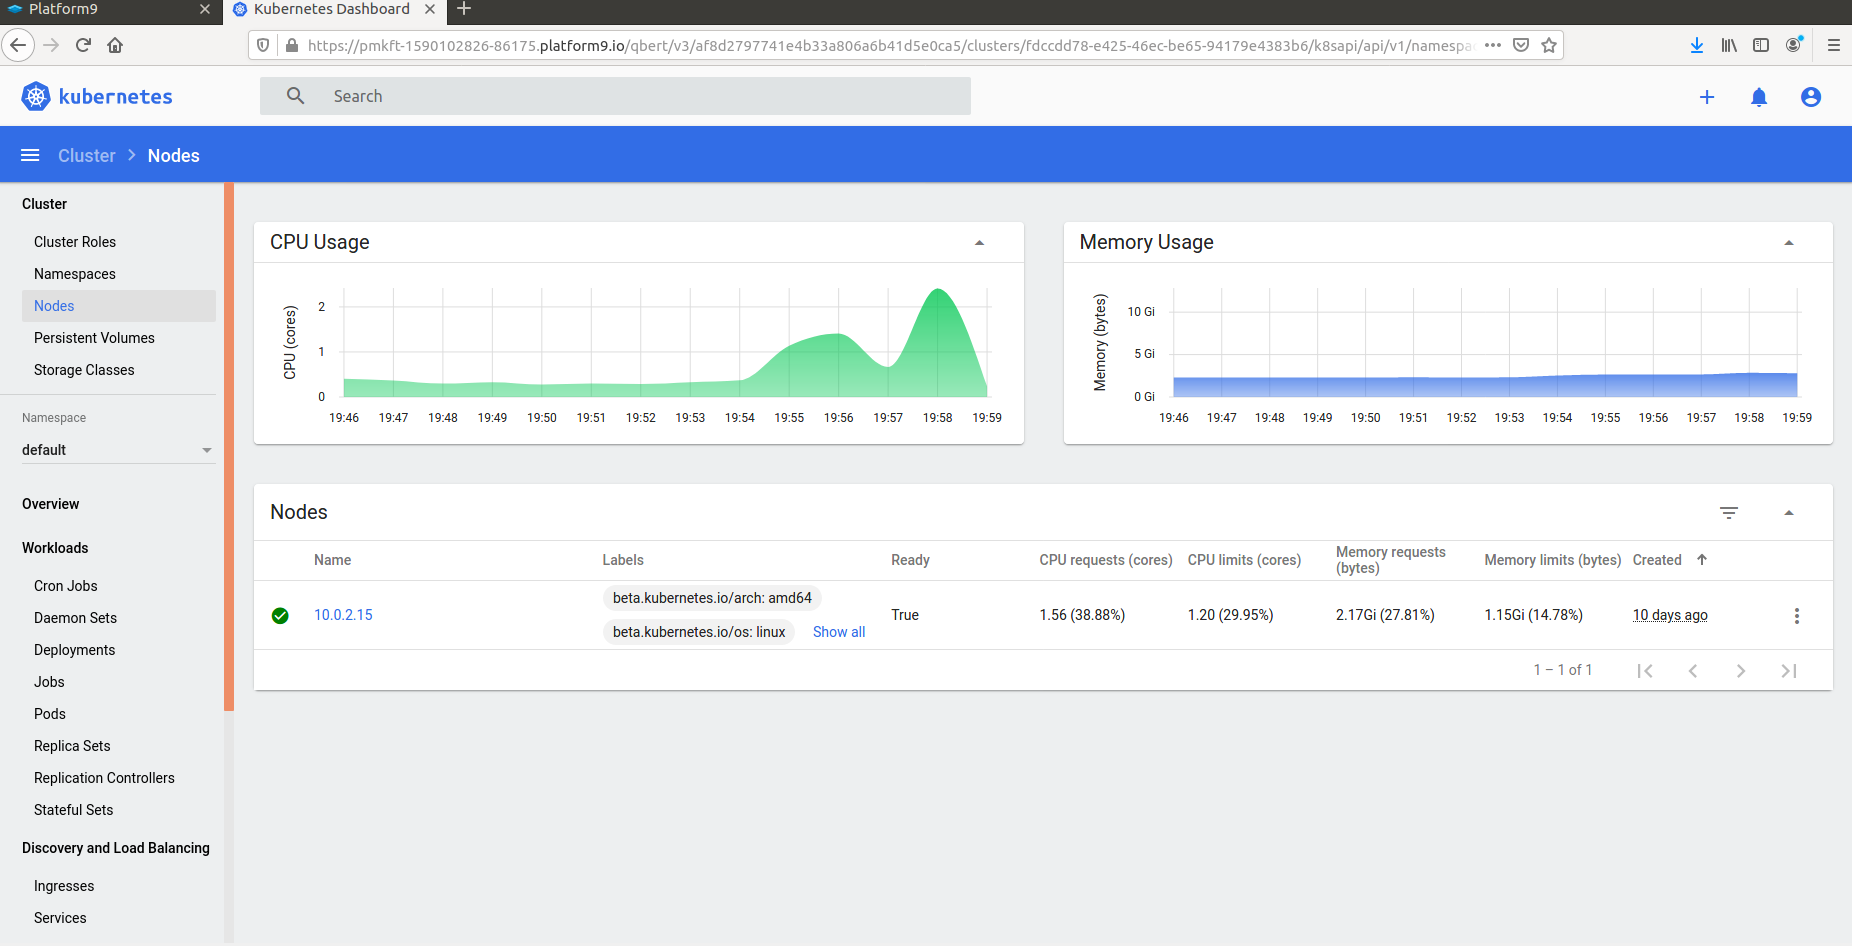 Platform9
Kubernetes Dashboard
https://pmkft-1590102826-86175.platform9.io/qbert/v3/af8d2797741e4b33a806a6b41d5e0ca5/clusters/fdccdd78-e425-46ec-be65-94179e4383b6/k8sapi/api/v1/namespa
kubernetes
Search
Cluster > Nodes
Cluster
Cluster Roles
Namespaces
Nodes
Persistent Volumes
Storage Classes
Namespace
default
Overview
Workloads
Cron Jobs
Daemon Sets
Deployments
Jobs
Pods
Replica Sets
Replication Controllers
Stateful Sets
Discovery and Load Balancing
Ingresses
Services
CPU Usage
CPU (cores)
2
1
0
19:46 19:47 19:48 19:49 19:50 19:51 19:52 19:53 19:54 19:55 19:56 19:57 19:58 19:59
Memory Usage
Memory (bytes)
10 Gi
5 Gi
0 Gi
19:46 19:47 19:48 19:49 19:50 19:51 19:52 19:53 19:54 19:55 19:56 19:57 19:58 19:59
Nodes
Name Labels Ready CPU requests (cores) CPU limits (cores) Memory requests (bytes) Memory limits (bytes) Created
10.0.2.15
beta.kubernetes.io/arch: amd64
beta.kubernetes.io/os: linux
Show all
True 1.56 (38.88%) 1.20 (29.95%) 2.17Gi (27.81%) 1.15Gi (14.78%) 10 days ago
1 – 1 of 1